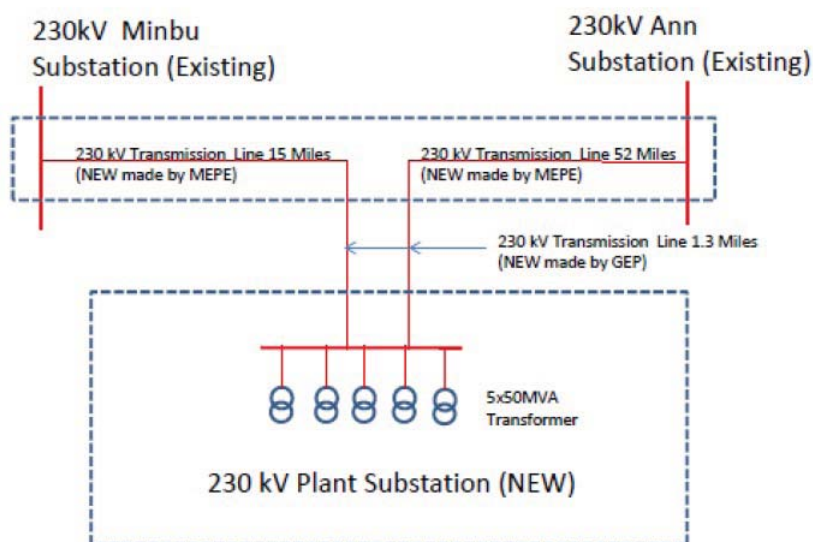 230kV Minbu
Substation (Existing)
230kV Ann
Substation (Existing)
230 kV Transmission Line 15 Miles
(NEW made by MEPE)
230 kV Transmission Line 52 Miles
(NEW made by MEPE)
230 kV Transmission Line 1.3 Miles
(NEW made by GEP)
5x50MVA
Transformer
230 kV Plant Substation (NEW)